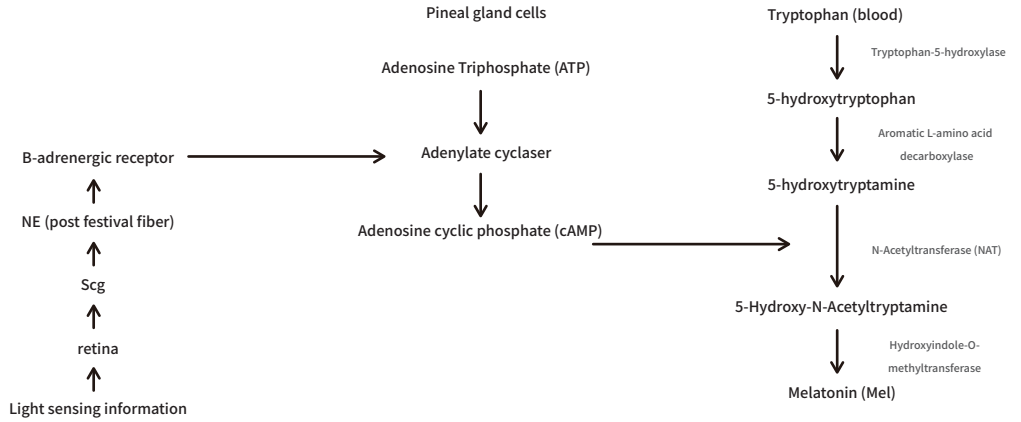 Pineal gland cells
Adenosine Triphosphate (ATP)
Adenylate cyclaser
Adenosine cyclic phosphate (cAMP)
B-adrenergic receptor
NE (post festival fiber)
Scg
retina
Light sensing information
Tryptophan (blood)
Tryptophan-5-hydroxylase
5-hydroxytryptophan
Aromatic L-amino acid
decarboxylase
5-hydroxytryptamine
N-Acetyltransferase (NAT)
5-Hydroxy-N-Acetyltryptamine
Hydroxyindole-O-
methyltransferase
Melatonin (Mel)